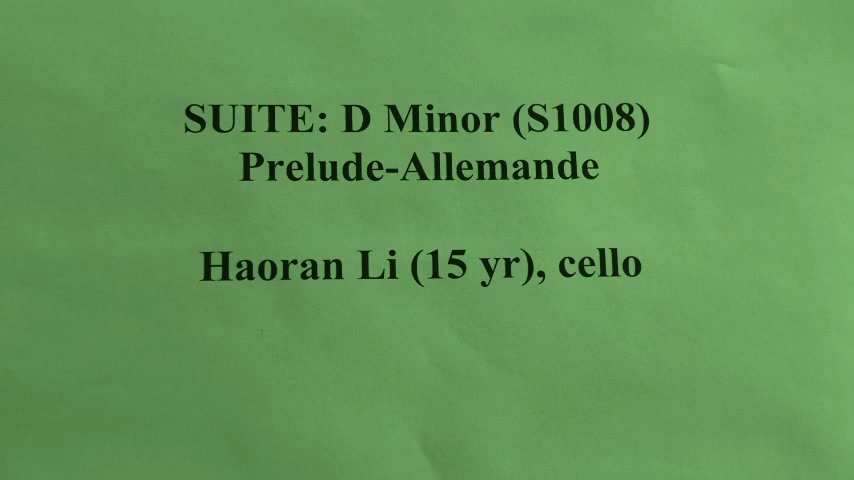 SUITE: D Minor (S1008)
Prelude-Allemande
Haoran Li (15 yr), cello